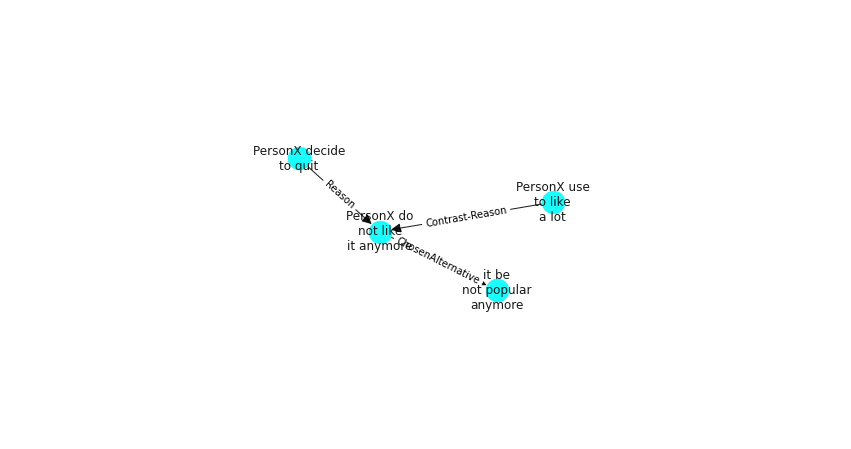 PersonX decide
to quit
Reason
PersonX use
to like
a lot
Contrast-Reason
PersonX do
not like
it anymore
ChosenAlternative
it be
not popular
anymore